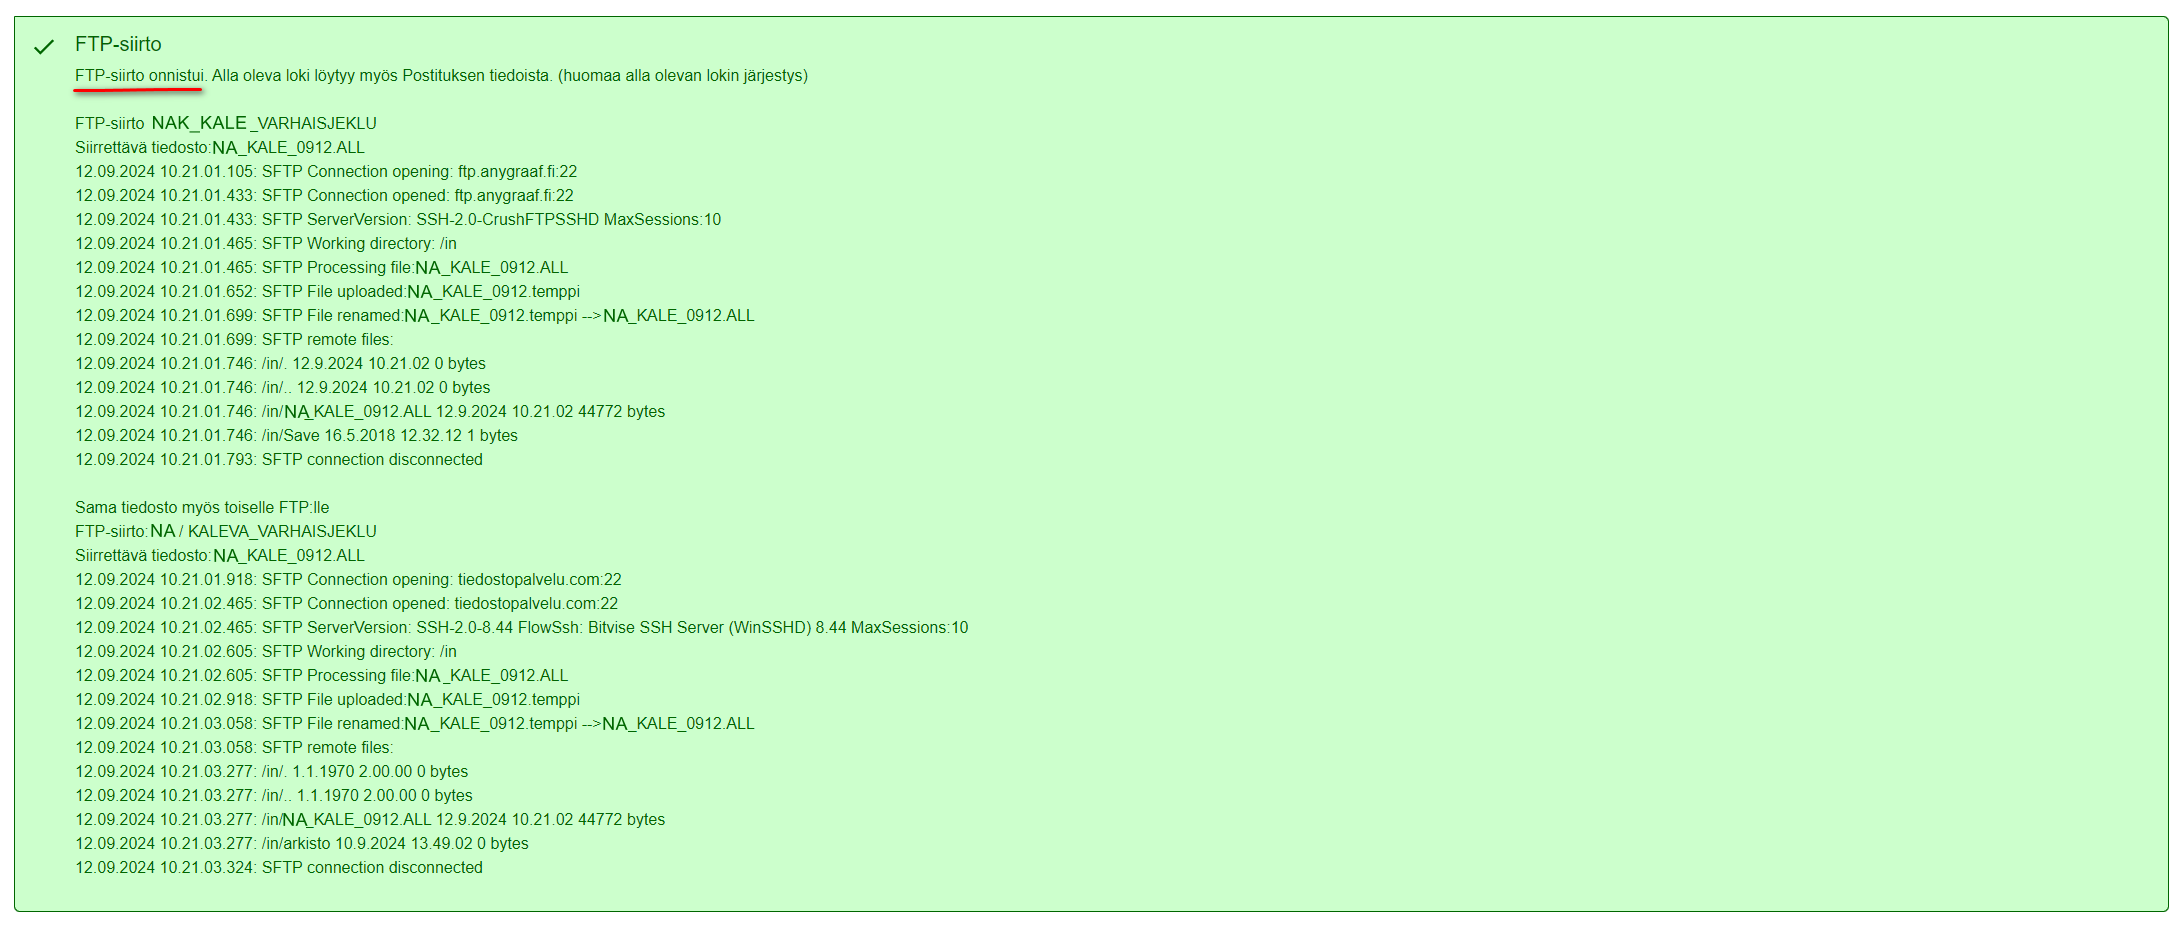 FTP-siirto
FTP-siirto onnistui. Alla oleva loki löytyy myös Postituksen tiedoista. (huomaa alla olevan lokin järjestys)
FTP-siirto NAK_KALE_VARHAISJEKLU
Siirrettävä tiedosto:NA_KALE_0912.ALL
12.09.2024 10.21.01.105: SFTP Connection opening: ftp.anygraaf.fi:22
12.09.2024 10.21.01.433: SFTP Connection opened: ftp.anygraaf.fi:22
12.09.2024 10.21.01.433: SFTP ServerVersion: SSH-2.0-CrushFTPSSHD MaxSessions:10
12.09.2024 10.21.01.465: SFTP Working directory: /in
12.09.2024 10.21.01.465: SFTP Processing file:NA_KALE_0912.ALL
12.09.2024 10.21.01.652: SFTP File uploaded:NA_KALE_0912.temppi
12.09.2024 10.21.01.699: SFTP File renamed:NA_KALE_0912.temppi -->NA_KALE_0912.ALL
12.09.2024 10.21.01.699: SFTP remote files:
12.09.2024 10.21.01.746: /in/. 12.9.2024 10.21.02 0 bytes
12.09.2024 10.21.01.746: /in/.. 12.9.2024 10.21.02 0 bytes
12.09.2024 10.21.01.746: /in/NA_KALE_0912.ALL 12.9.2024 10.21.02 44772 bytes
12.09.2024 10.21.01.746: /in/Save 16.5.2018 12.32.12 1 bytes
12.09.2024 10.21.01.793: SFTP connection disconnected
Sama tiedosto myös toiselle FTP:lle
FTP-siirto:NA / KALEVA_VARHAISJEKLU
Siirrettävä tiedosto:NA_KALE_0912.ALL
12.09.2024 10.21.01.918: SFTP Connection opening: tiedostopalvelu.com:22
12.09.2024 10.21.02.465: SFTP Connection opened: tiedostopalvelu.com:22
12.09.2024 10.21.02.465: SFTP ServerVersion: SSH-2.0-8.44 FlowSsh: Bitvise SSH Server (WinSSHD) 8.44 MaxSessions:10
12.09.2024 10.21.02.605: SFTP Working directory: /in
12.09.2024 10.21.02.605: SFTP Processing file:NA_KALE_0912.ALL
12.09.2024 10.21.02.918: SFTP File uploaded:NA_KALE_0912.temppi
12.09.2024 10.21.03.058: SFTP File renamed:NA_KALE_0912.temppi -->NA_KALE_0912.ALL
12.09.2024 10.21.03.058: SFTP remote files:
12.09.2024 10.21.03.277: /in/. 1.1.1970 2.00.00 0 bytes
12.09.2024 10.21.03.277: /in/.. 1.1.1970 2.00.00 0 bytes
12.09.2024 10.21.03.277: /in/NA_KALE_0912.ALL 12.9.2024 10.21.02 44772 bytes
12.09.2024 10.21.03.277: /in/arkisto 10.9.2024 13.49.02 0 bytes
12.09.2024 10.21.03.324: SFTP connection disconnected